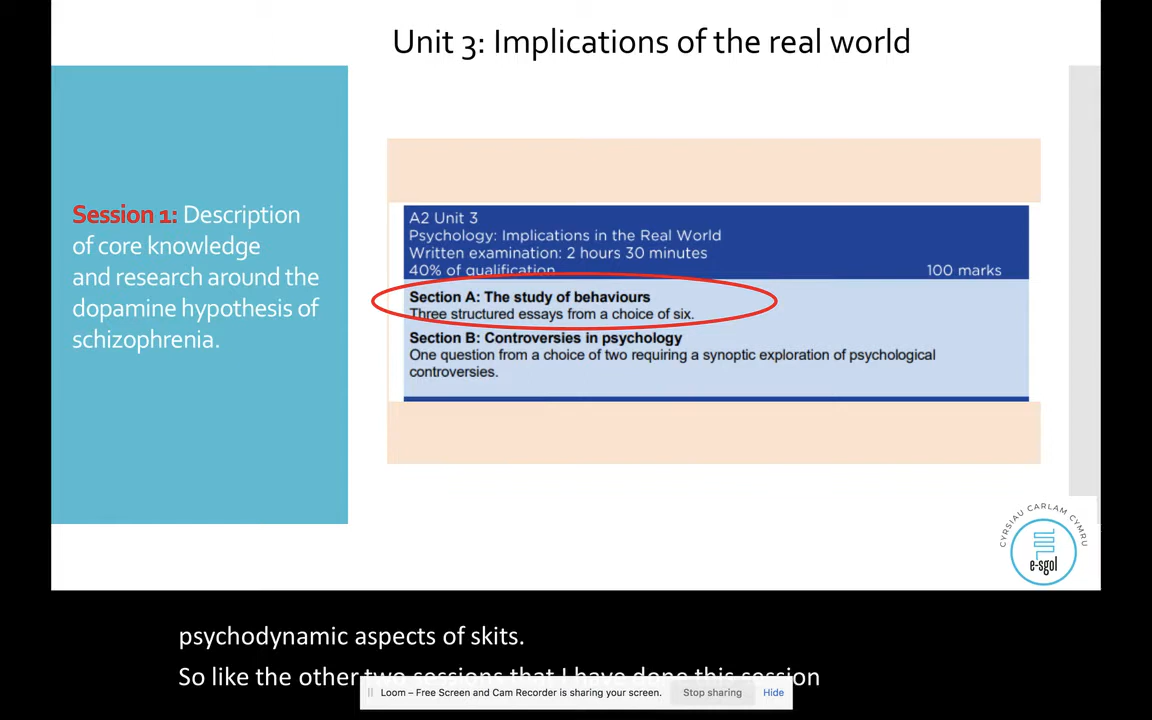 Unit 3: Implications of the real world
Session 1: Description
of core knowledge
and research around the
dopamine hypothesis of
schizophrenia.
A2 Unit 3
Psychology: Implications in the Real World
Written examination: 2 hours 30 minutes
40% of qualification
100 marks
Section A: The study of behaviours
Three structured essays from a choice of six.
Section B: Controversies in psychology
One question from a choice of two requiring a synoptic exploration of psychological
controversies.
CYRSIAU CARLAM CYMRU
e-sgol
psychodynamic aspects of skits.
So like the other two sessions that I have done this session
Loom – Free Screen and Cam Recorder is sharing your screen.
Stop sharing
Hide